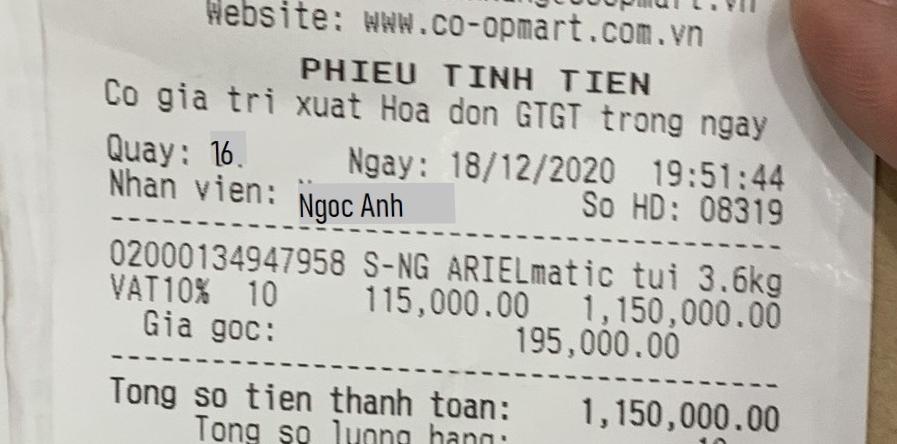 Website: www.co-opmart.com.vn
PHIEU TINH TIEN
Co gia tri xuat Hoa don GTGT trong ngay
Quay: 16. Ngay: 18/12/2020 19:51:44
Nhan vien: Ngoc Anh So HD: 08319
02000134947958 S-NG ARIELmatic tui 3.6kg
VAT10% 10 115,000.00 1,150,000.00
Gia goc: 195,000.00
Tong so tien thanh toan: 1,150,000.00
Tong so luong hang: 10